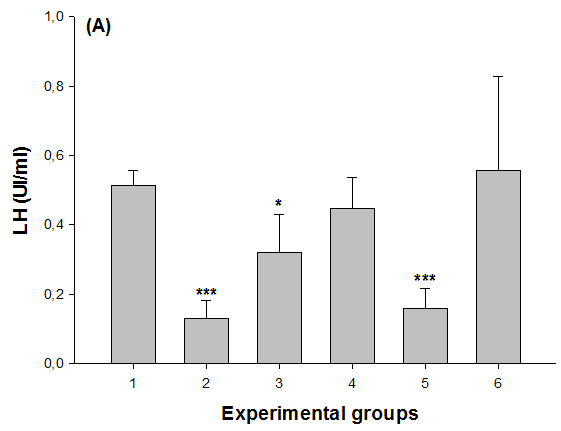 (A)
1,0
0,8
0,6
0,4
0,2
0,0
LH (UI/ml)
***
*
***
1 2 3 4 5 6
Experimental groups